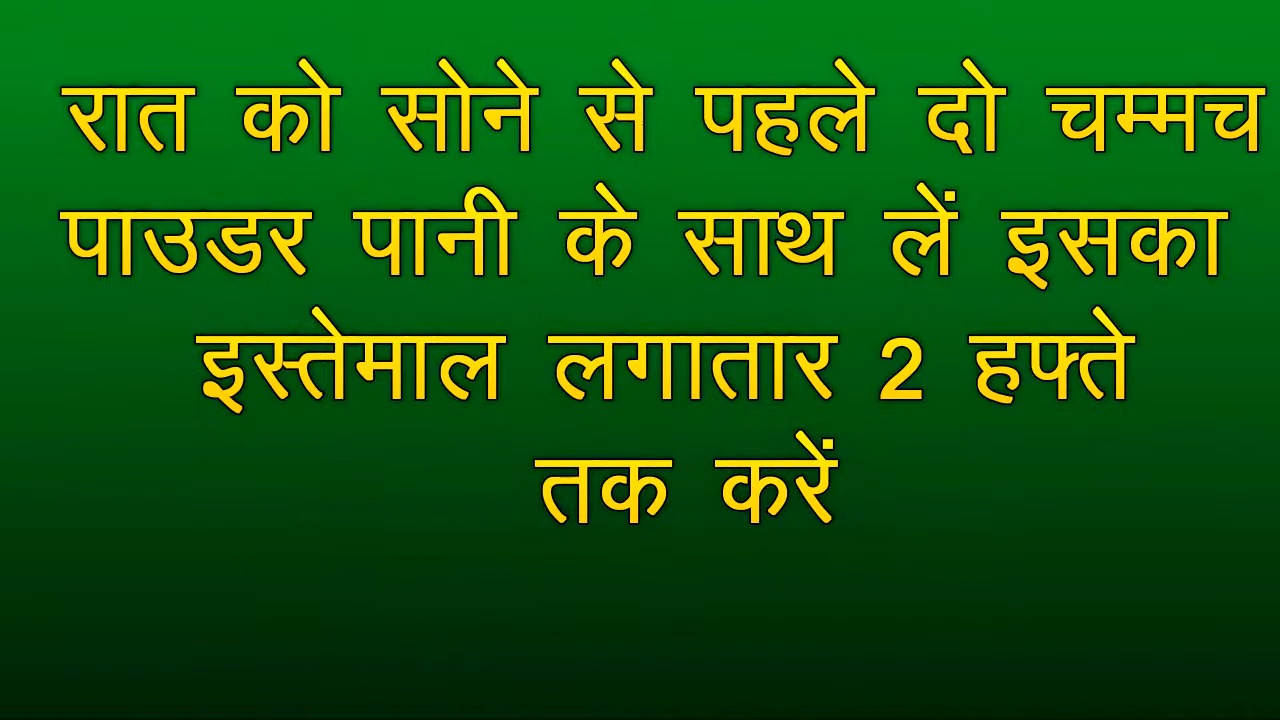 रात को सोने से पहले दो चम्मच
पाउडर पानी के साथ लें इसका
इस्तेमाल लगातार 2 हफ्ते
तक करें